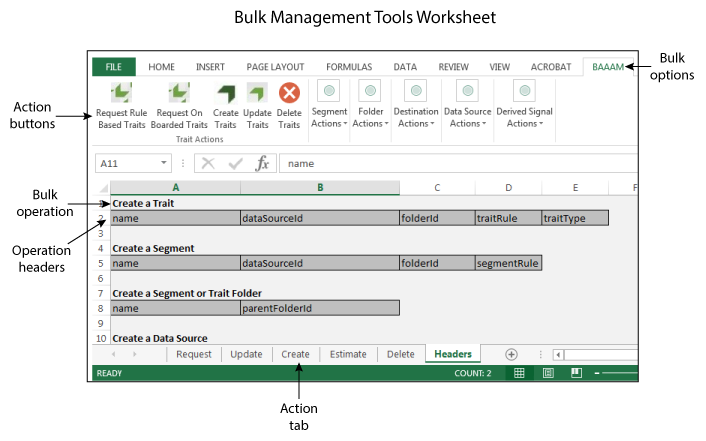 Bulk Management Tools Worksheet
Bulk
options
FILE HOME INSERT PAGE LAYOUT FORMULAS DATA REVIEW VIEW ACROBAT BAAAM
Action
buttons
Request Rule Request On Create Update Delete Segment Folder Destination Data Source Derived Signal
Based Traits Boarded Traits Traits Traits Traits Actions Actions Actions Actions Actions
Trait Actions
A11 fx name
A B C D E F
Bulk
operation
1 Create a Trait
2 name dataSourceId folderId traitRule traitType
3
Operation
headers
4 Create a Segment
5 name dataSourceId folderId segmentRule
6
7 Create a Segment or Trait Folder
8 name parentFolderId
9
10 Create a Data Source
Request Update Create Estimate Delete Headers
READY COUNT: 2
Action
tab